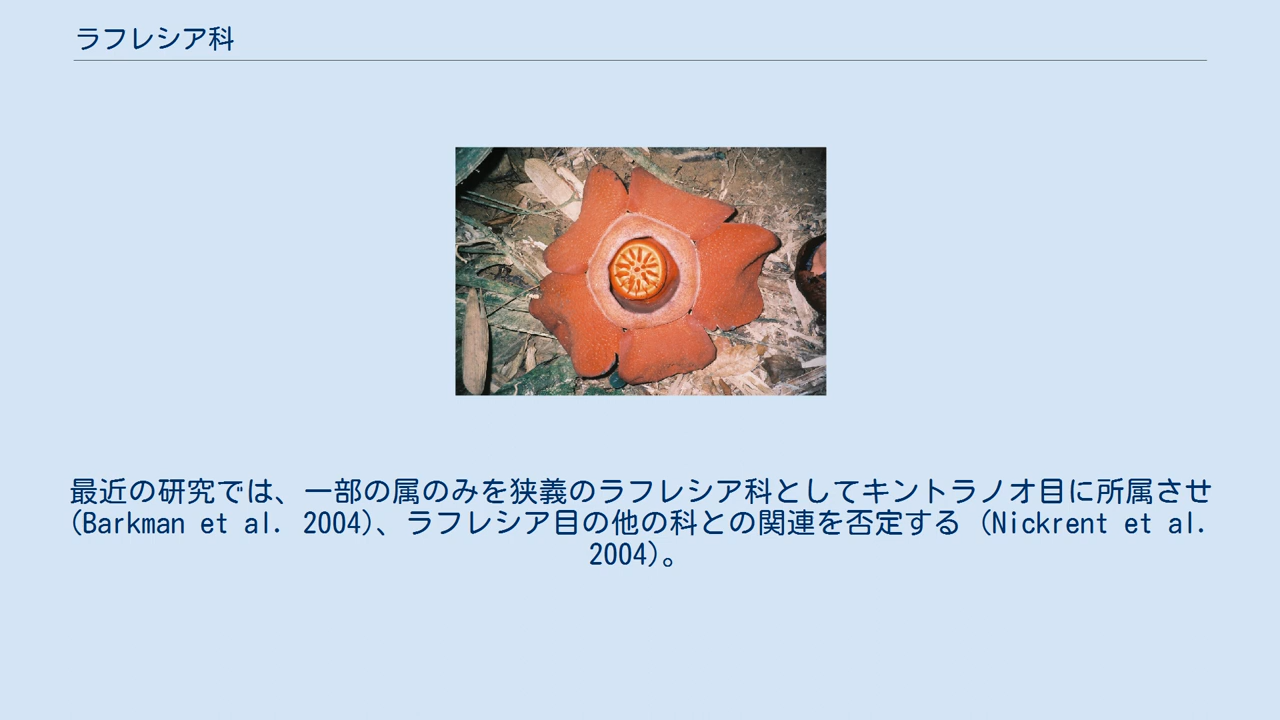 ラフレシア科
最近の研究では、一部の属のみを狭義のラフレシア科としてキントラノオ目に所属させ
(Barkman et al. 2004)、ラフレシア目の他の科との関連を否定する (Nickrent et al.
2004)。